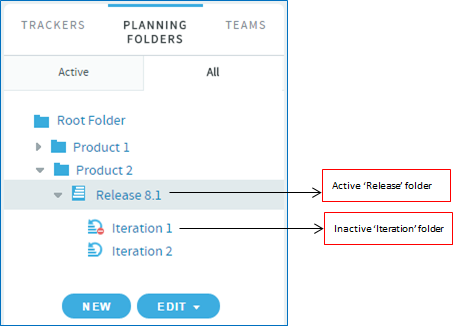 TRACKERS
PLANNING FOLDERS
TEAMS
Active
All
Root Folder
Product 1
Product 2
Release 8.1
Active ‘Release’ folder
Iteration 1
Inactive ‘Iteration’ folder
Iteration 2
NEW
EDIT